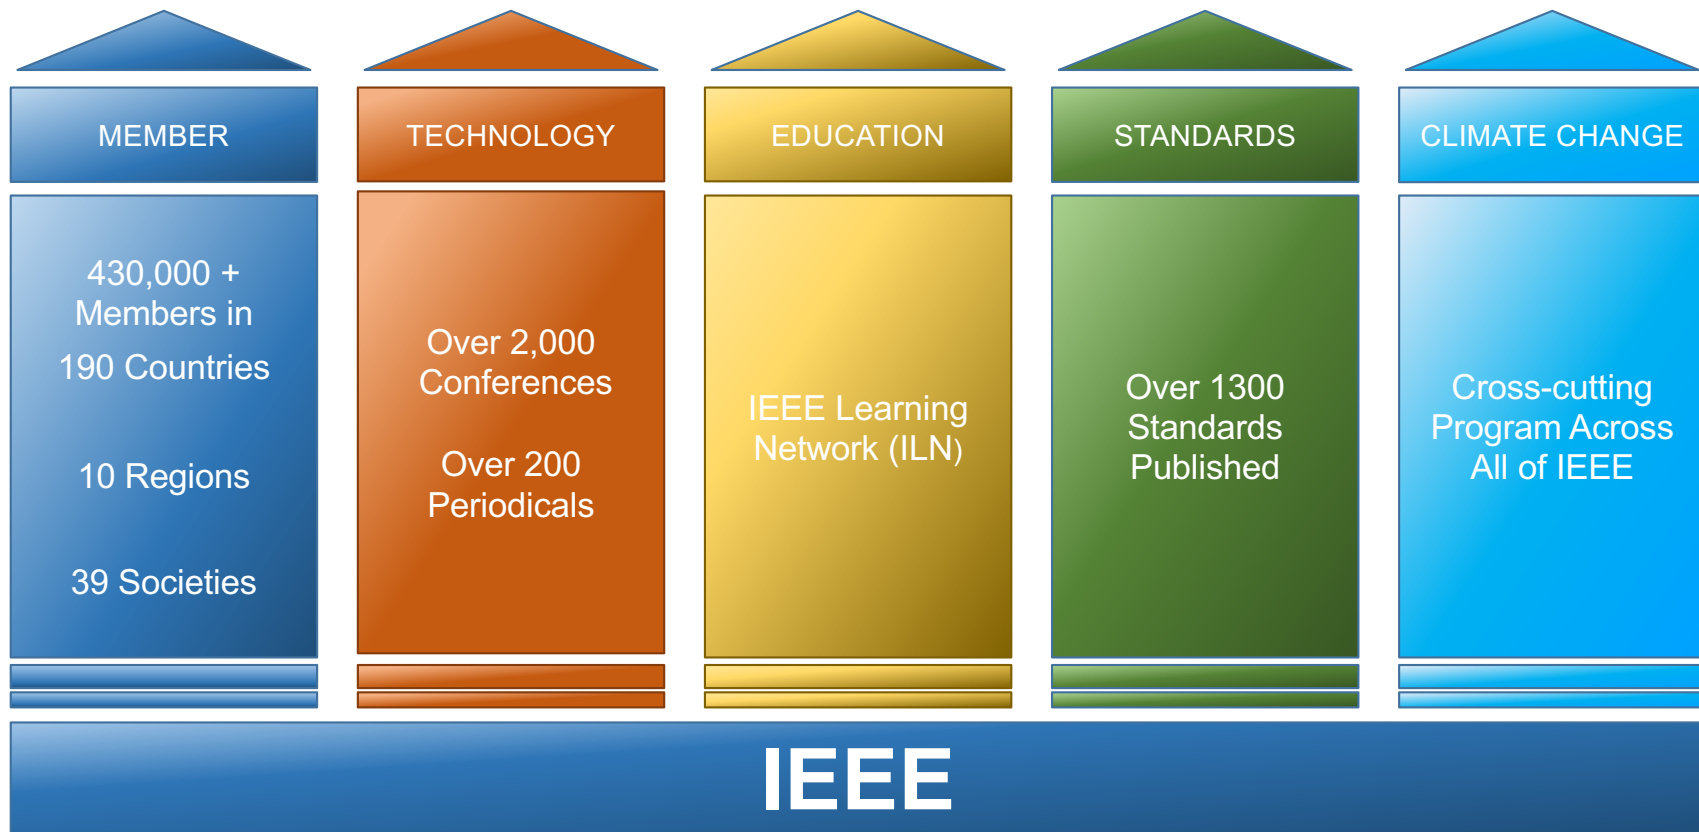 MEMBER
430,000 +
Members in
190 Countries
10 Regions
39 Societies
TECHNOLOGY
Over 2,000
Conferences
Over 200
Periodicals
EDUCATION
IEEE Learning
Network (ILN)
STANDARDS
Over 1300
Standards
Published
CLIMATE CHANGE
Cross-cutting
Program Across
All of IEEE
IEEE